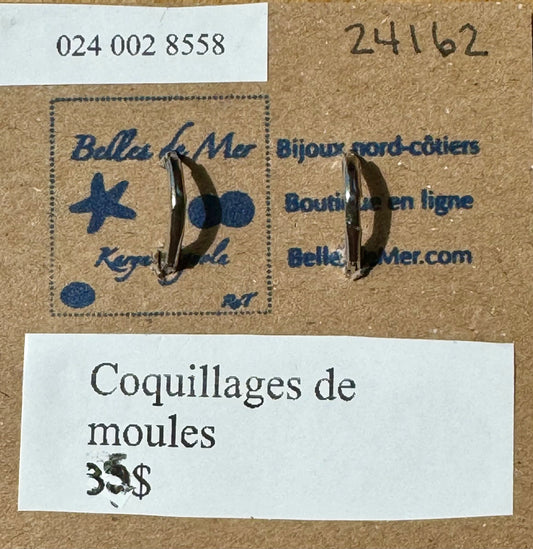 024 002 8558
24162
Belles de Mer
Bijoux nord-côtiers
Boutique en ligne
BellesdeMer.com
Coquillages de
moules
35$